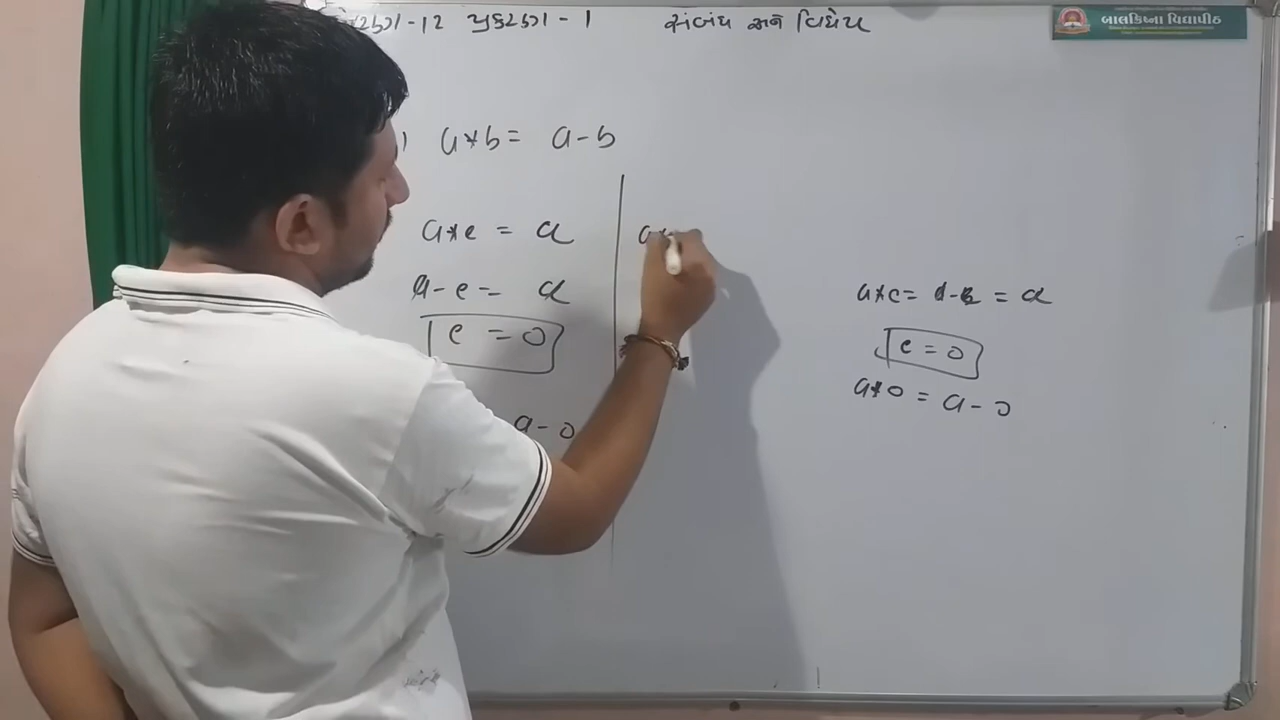 ધોરણ-12 પ્રકરણ-1 સંબંધ અને વિધેય
બાલક્રિષ્ના વિદ્યાપીઠ
) a*b = a-b
a*e = a
a-e = a
e = 0
a-0
a*e = a-e = a
e = 0
a*0 = a-0